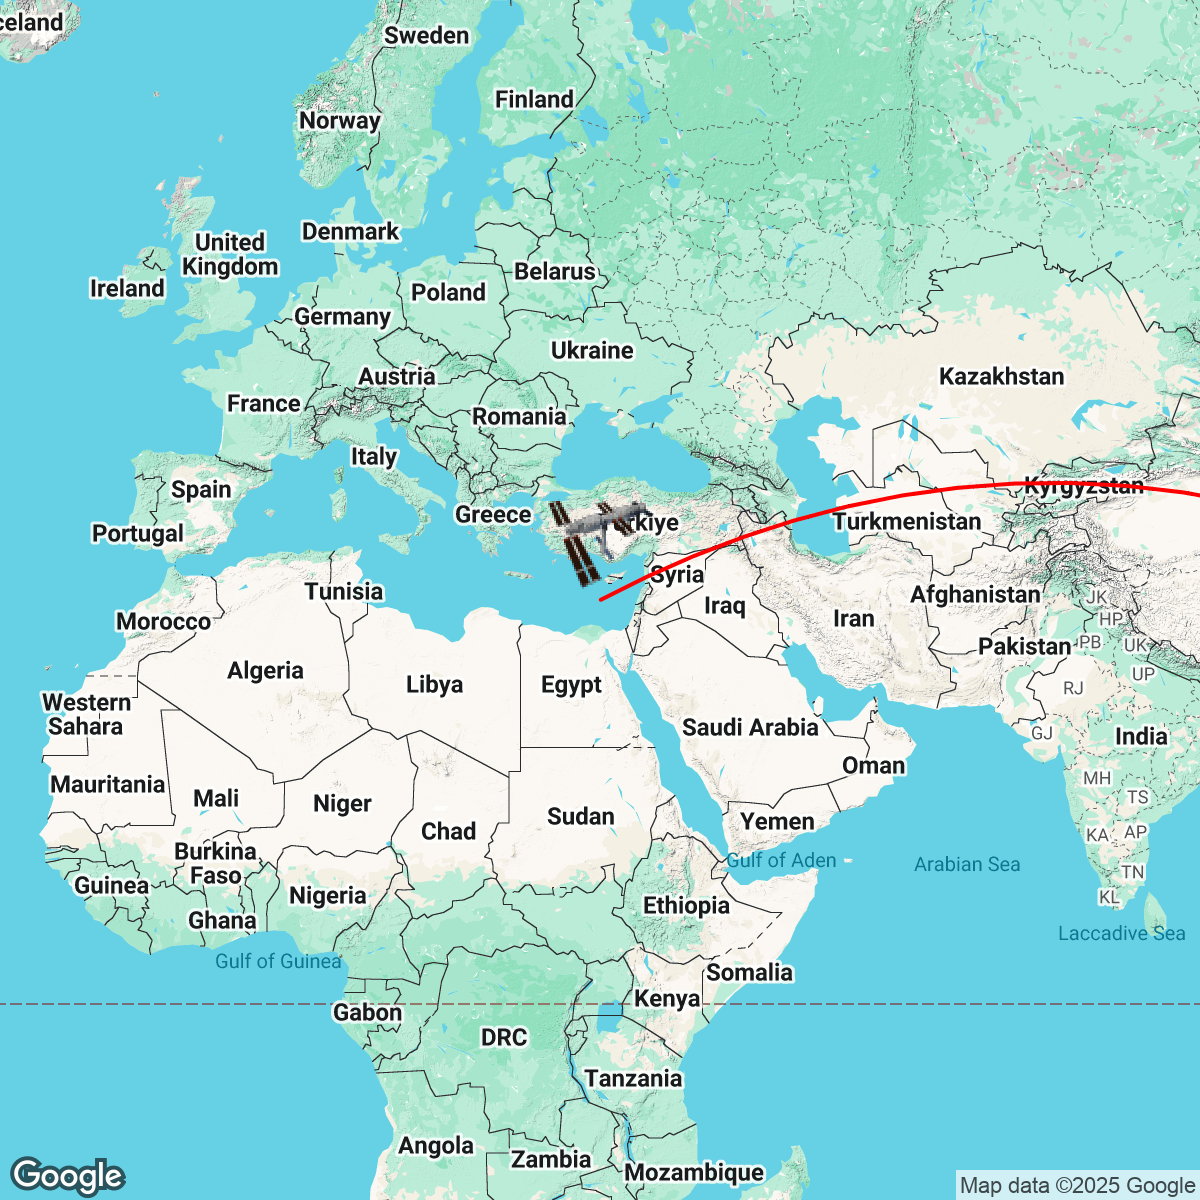 celand
Sweden
Finland
Norway
Denmark
United
Kingdom
Ireland
Belarus
Poland
Germany
Ukraine
Austria
Kazakhstan
France
Romania
Italy
Spain
Kyrgyzstan
Greece
rkiye
Turkmenistan
Portugal
Syria
Tunisia
Afghanistan
JK
Iraq
Iran
HP
Morocco
Pakistan
PB
UK
Algeria
Libya
Egypt
UP
RJ
Western
Sahara
Saudi Arabia
GJ
India
Oman
Mauritania
MH
Mali
Niger
TS
Sudan
Yemen
Chad
KA
AP
Burkina
Faso
Gulf of Aden
Arabian Sea
TN
Guinea
Nigeria
KL
Ethiopia
Ghana
Laccadive Sea
Gulf of Guinea
Somalia
Kenya
Gabon
DRC
Tanzania
Angola
Zambia
Mozambique
Google
Map data ©2025 Google